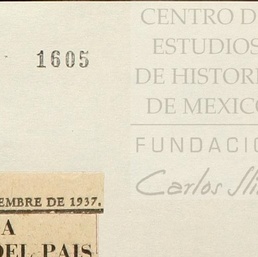 CENTRO D
ESTUDIOS
DE HISTORI
DE MEXICO
FUNDACIO
Carlos Sli
1605
EMBRE DE 1937.
A
DEL PAIS